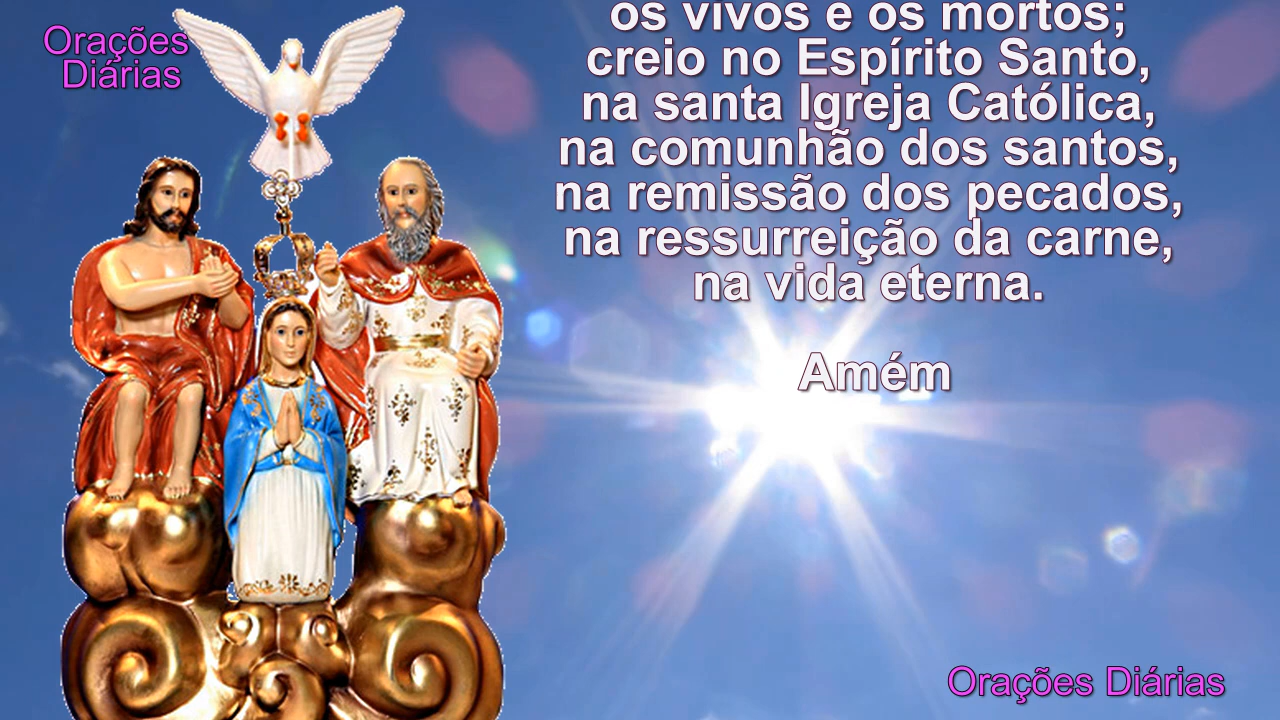 Orações
Diárias
os vivos e os mortos;
creio no Espírito Santo,
na santa Igreja Católica,
na comunhão dos santos,
na remissão dos pecados,
na ressurreição da carne,
na vida eterna.
Amém
Orações Diárias